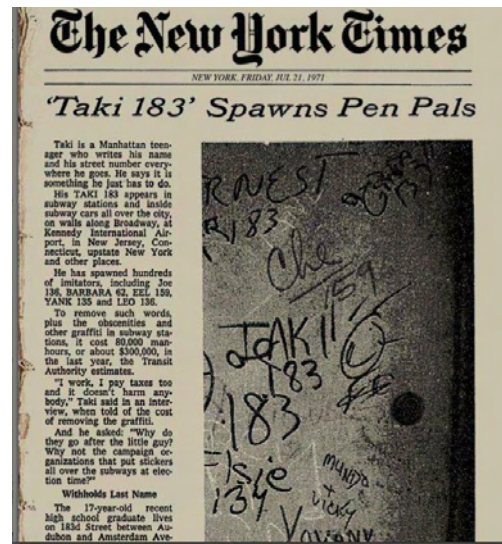 The New York Times
NEW YORK, FRIDAY, JUL 21, 1971
'Taki 183' Spawns Pen Pals
Taki is a Manhattan teen-
ager who writes his name
and his street number every-
where he goes. He says it is
something he just has to do.
His TAKI 183 appears in
subway stations and inside
subway cars all over the city,
on walls along Broadway, at
Kennedy International Air-
port, in New Jersey, Con-
necticut, upstate New York
and other places.
He has spawned hundreds
of imitators, including Joe
136, BARBARA 62, EEL 159,
YANK 135 and LEO 136.
To remove such words,
plus the obscenities and
other graffiti in subway sta-
tions, it cost 80,000 man-
hours, or about $300,000, in
the last year, the Transit
Authority estimates.
"I work, I pay taxes too
and it doesn't harm any-
body," Taki said in an inter-
view, when told of the cost
of removing the graffiti.
And he asked: "Why do
they go after the little guy?
Why not the campaign or-
ganizations that put stickers
all over the subways at elec-
tion time?"
Withholds Last Name
The 17-year-old recent
high school graduate lives
on 183d Street between Au-
dubon and Amsterdam Ave-
RNEST
183
Che
159
TAKI
183
183
Elsie
134
MUNDO
+
VICKY